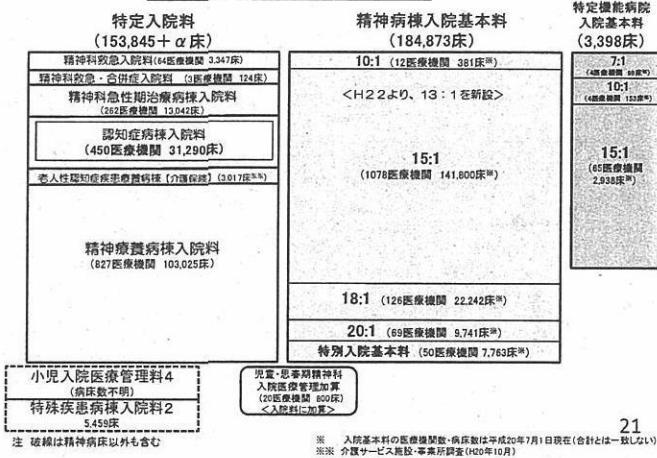 特定入院料
(153,845+α床)
精神科救急入院料(64医療機関 3,347床)
精神科救急・合併症入院料 (3医療機関 124床)
精神科急性期治療病棟入院料
(262医療機関 13,042床)
認知症病棟入院料
(450医療機関 31,290床)
老人性認知症疾患療養病棟【介護保険】(3,017床※※)
精神療養病棟入院料
(827医療機関 103,025床)
小児入院医療管理料4
(病床数不明)
特殊疾患病棟入院料2
5,459床
注 破線は精神病床以外も含む
精神病棟入院基本料
(184,873床)
10:1 (12医療機関 381床※)
<H22より、13:1を新設>
15:1
(1078医療機関 141,800床※)
18:1 (126医療機関 22,242床※)
20:1 (69医療機関 9,741床※)
特別入院基本料 (50医療機関 7,763床※)
児童・思春期精神科
入院医療管理加算
(20医療機関 800床)
<入院料に加算>
特定機能病院
入院基本料
(3,398床)
7:1
10:1
15:1
(65医療機関
2,938床※)
21
※ 入院基本料の医療機関数・病床数は平成20年7月1日現在(合計とは一致しない)
※※ 介護サービス施設・事業所調査(H20年10月)